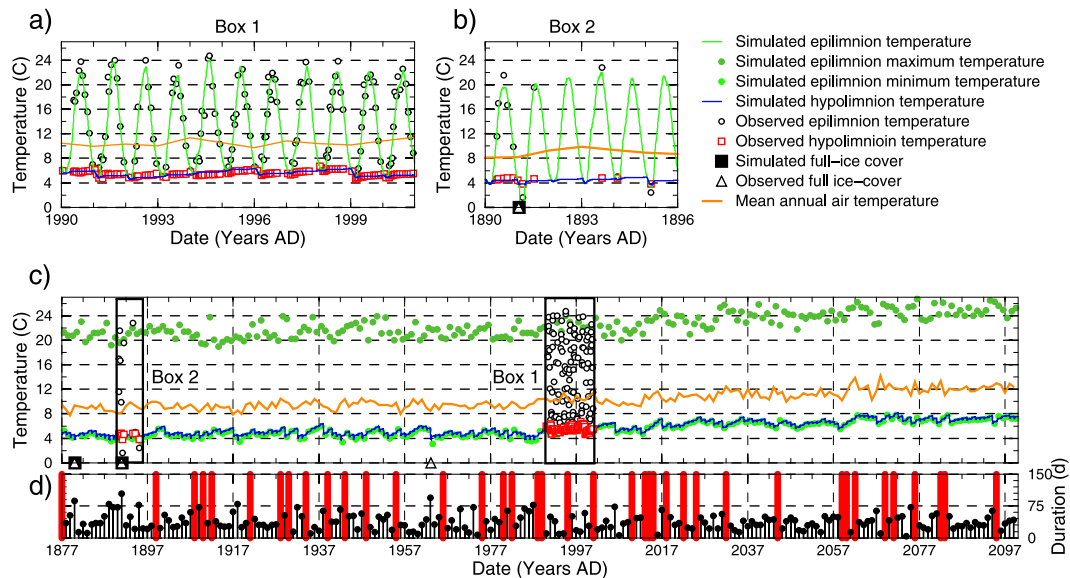 a)
Box 1
Temperature (C)
24
20
16
12
8
4
0
1990
1993
1996
1999
Date (Years AD)
b)
Box 2
Temperature (C)
24
20
16
12
8
4
0
1890
1893
1896
Date (Years AD)
Simulated epilimnion temperature
Simulated epilimnion maximum temperature
Simulated epilimnion minimum temperature
Simulated hypolimnion temperature
Observed epilimnion temperature
Observed hypolimnioin temperature
Simulated full-ice cover
Observed full ice-cover
Mean annual air temperature
c)
Temperature (C)
24
20
16
12
8
4
0
Box 2
Box 1
d)
150
75
0
Duration (d)
1877
1897
1917
1937
1957
1977
1997
2017
2037
2057
2077
2097
Date (Years AD)